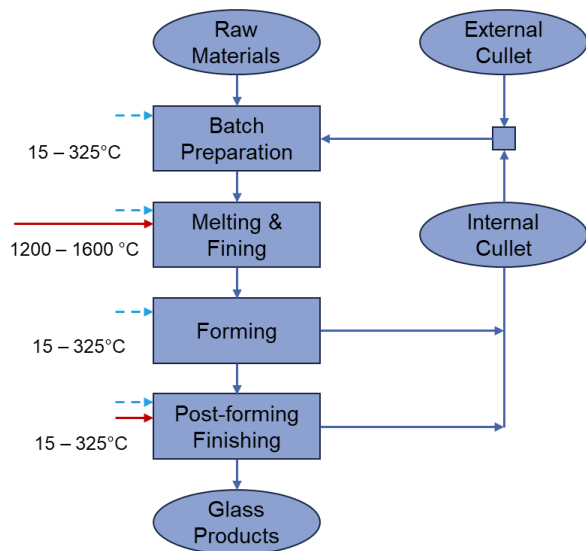 Raw
Materials
External
Cullet
Batch
Preparation
15 – 325°C
Melting &
Fining
1200 – 1600 °C
Internal
Cullet
Forming
15 – 325°C
Post-forming
Finishing
15 – 325°C
Glass
Products